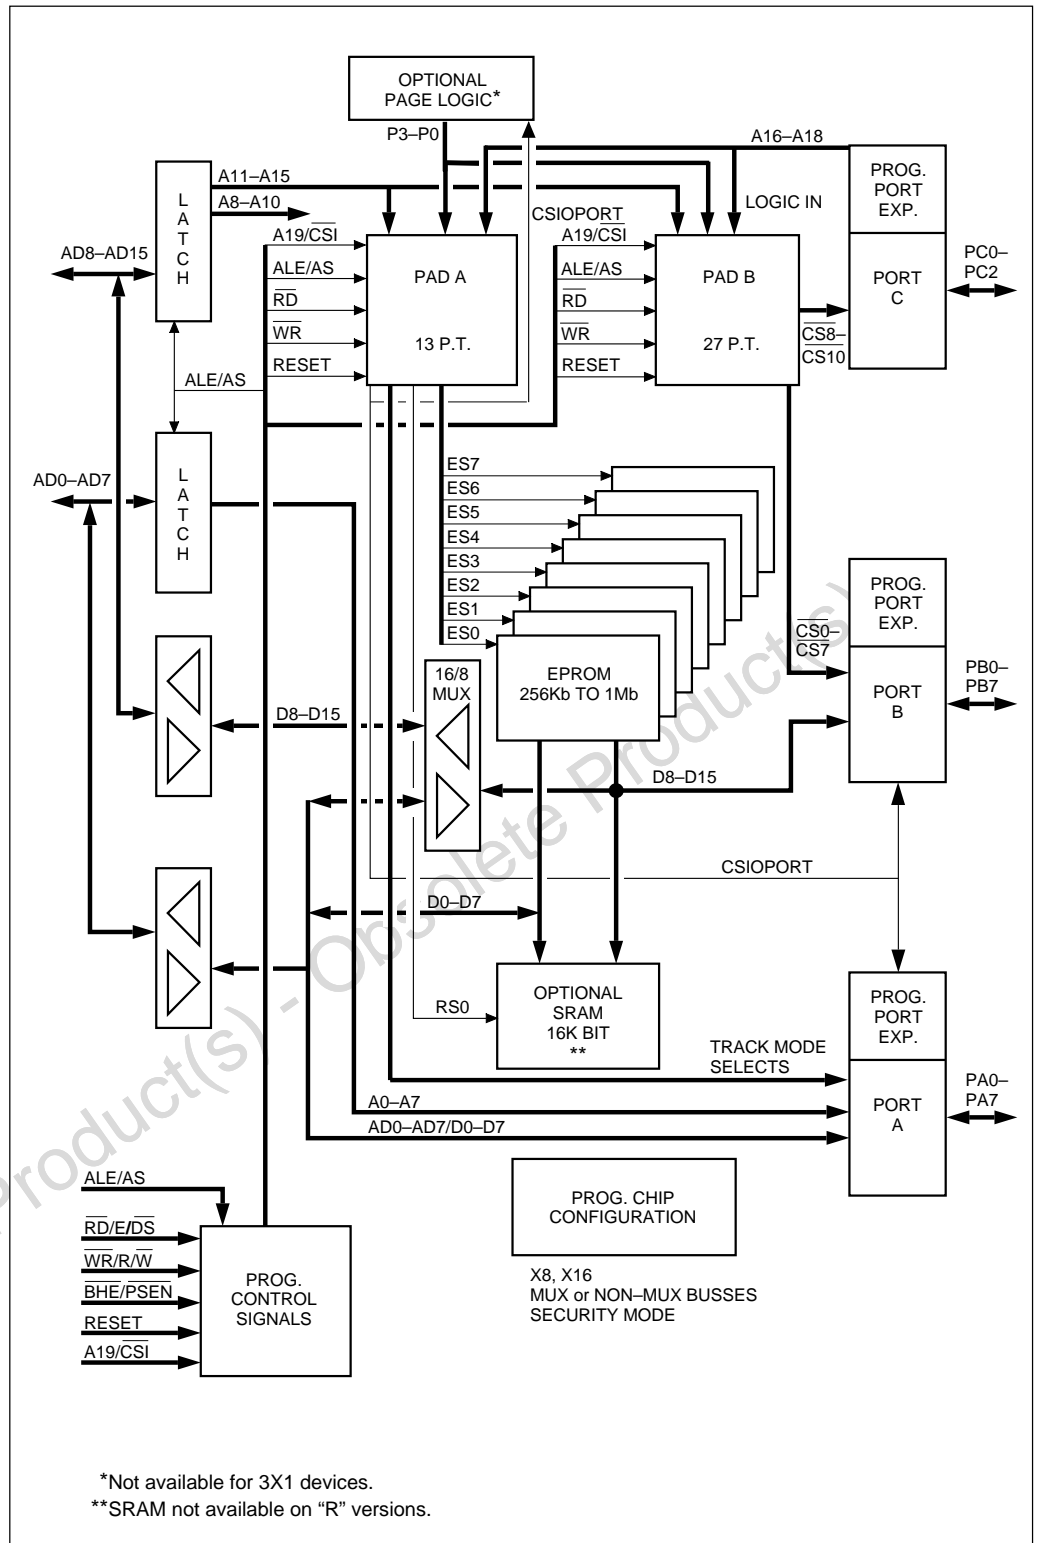 OPTIONAL
PAGE LOGIC*
P3–P0
A16–A18
A11–A15
A8–A10
LATCH
AD8–AD15
PROG.
PORT
EXP.
LOGIC IN
CSIOPORT
A19/CSI
ALE/AS
RD
WR
RESET
PAD A
13 P.T.
A19/CSI
ALE/AS
RD
WR
RESET
PAD B
27 P.T.
PORT
C
PC0–
PC2
CS8–
CS10
ALE/AS
AD0–AD7
LATCH
ES7
ES6
ES5
ES4
ES3
ES2
ES1
ES0
EPROM
256Kb TO 1Mb
16/8
MUX
D8–D15
D8–D15
CS0–
CS7
PROG.
PORT
EXP.
PORT
B
PB0–
PB7
CSIOPORT
D0–D7
RS0
OPTIONAL
SRAM
16K BIT
**
PROG.
PORT
EXP.
TRACK MODE
SELECTS
A0–A7
AD0–AD7/D0–D7
PORT
A
PA0–
PA7
ALE/AS
RD/E/DS
WR/R/W
BHE/PSEN
RESET
A19/CSI
PROG.
CONTROL
SIGNALS
PROG. CHIP
CONFIGURATION
X8, X16
MUX or NON–MUX BUSSES
SECURITY MODE
*Not available for 3X1 devices.
**SRAM not available on “R” versions.
Product(s) - Obsolete Product(s)